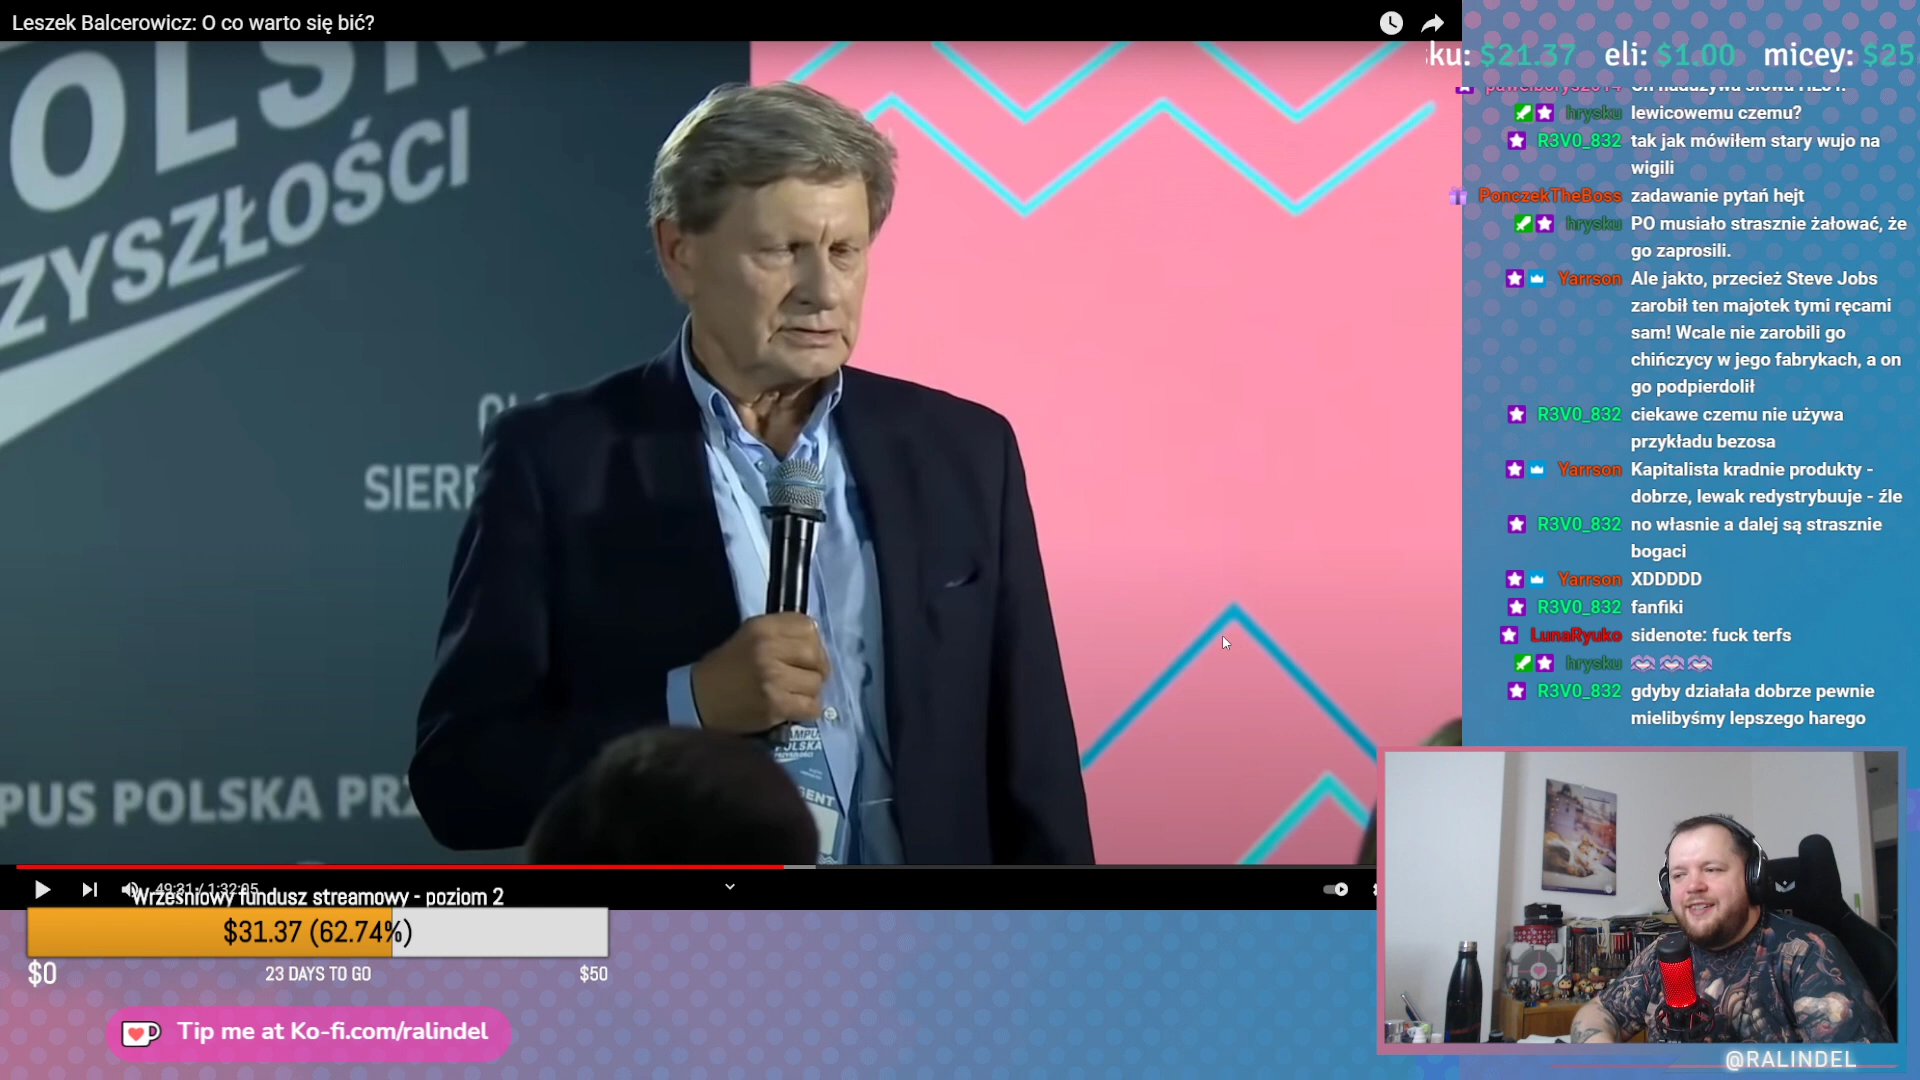 Leszek Balcerowicz: O co warto się bić?
POLSKA
ZYSZŁOŚCI
SIERP
PUS POLSKA PRZ
49:31 / 1:32:05
Wrześniowy fundusz streamowy - poziom 2
$31.37 (62.74%)
$0
23 DAYS TO GO
$50
Tip me at Ko-fi.com/ralindel
sku: $21.37 eli: $1.00 micey: $25
hrysku lewicowemu czemu?
R3V0_832 tak jak mówiłem stary wujo na
wigili
PonczekTheBoss zadawanie pytań hejt
hrysku PO musiało strasznie żałować, że
go zaprosili.
Yarrson Ale jakto, przecież Steve Jobs
zarobił ten majotek tymi ręcami
sam! Wcale nie zarobili go
chińczycy w jego fabrykach, a on
go podpierdolił
R3V0_832 ciekawe czemu nie używa
przykładu bezosa
Yarrson Kapitalista kradnie produkty -
dobrze, lewak redystrybuuje - źle
R3V0_832 no własnie a dalej są strasznie
bogaci
Yarrson XDDDDD
R3V0_832 fanfiki
LunaRyuko sidenote: fuck terfs
hrysku
R3V0_832 gdyby działała dobrze pewnie
mielibyśmy lepszego harego
@RALINDEL